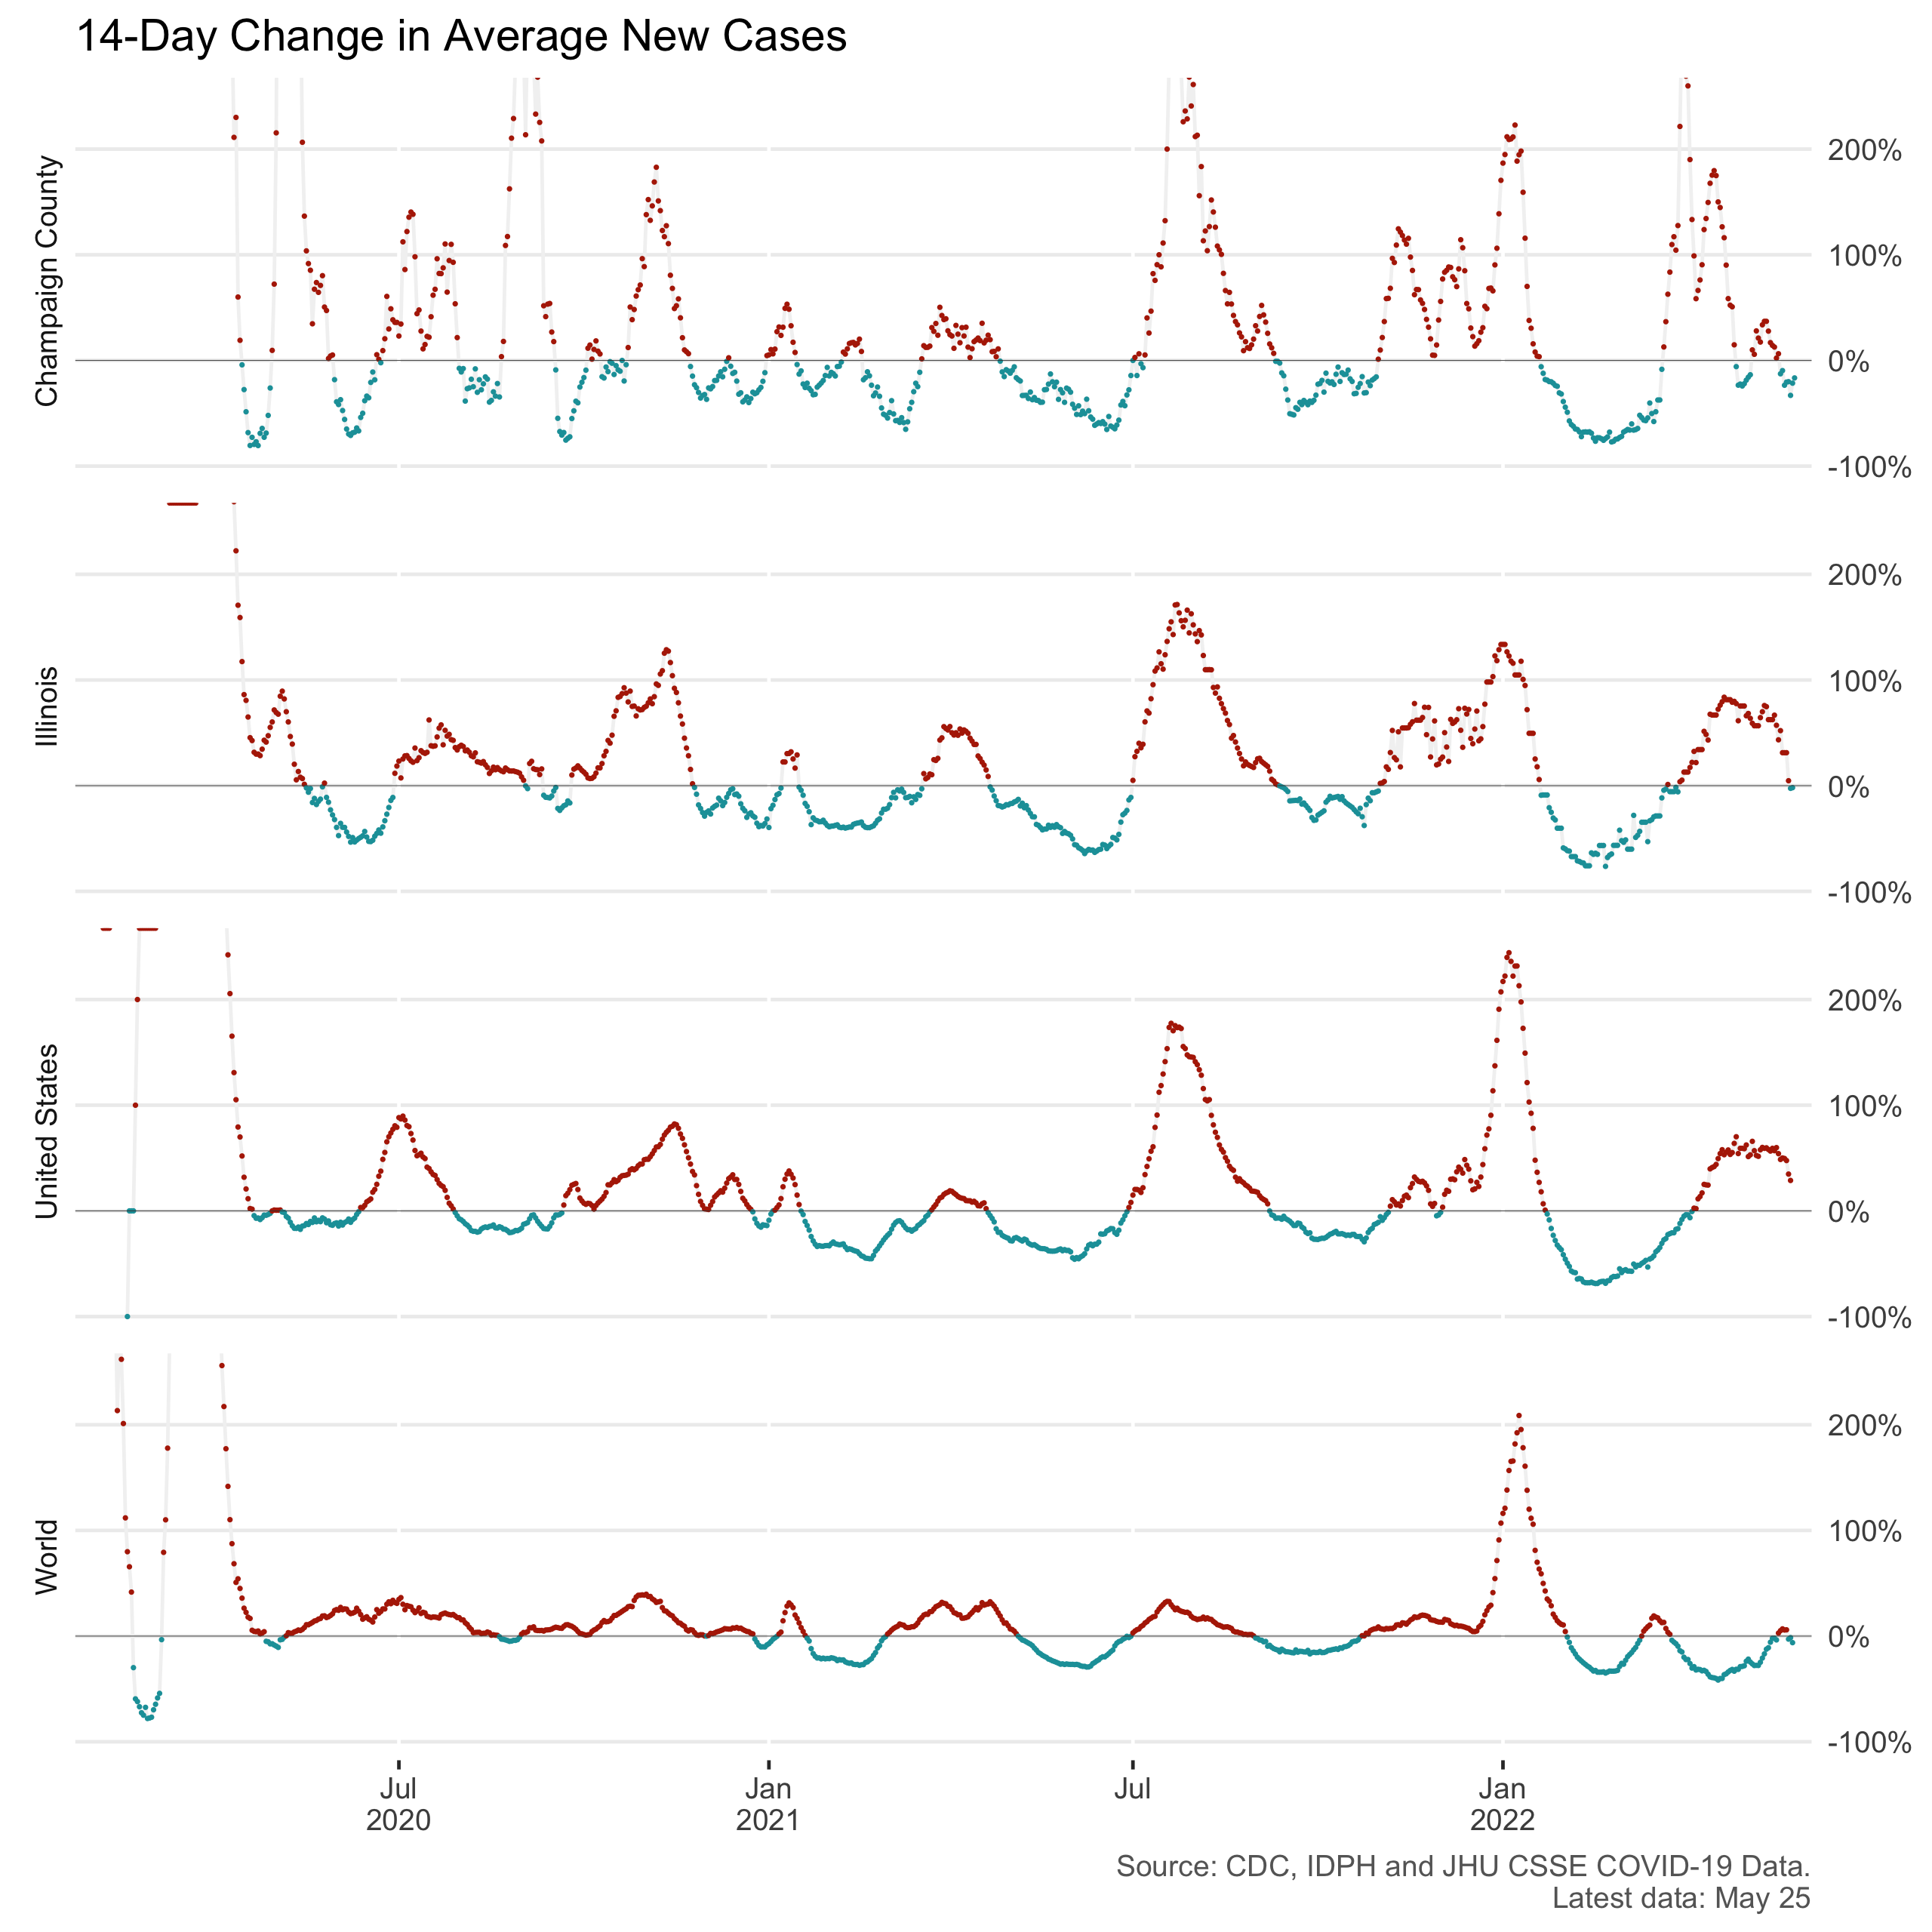 14-Day Change in Average New Cases
Champaign County
200%
100%
0%
-100%
Illinois
200%
100%
0%
-100%
United States
200%
100%
0%
-100%
World
200%
100%
0%
-100%
Jul
2020
Jan
2021
Jul
Jan
2022
Source: CDC, IDPH and JHU CSSE COVID-19 Data.
Latest data: May 25